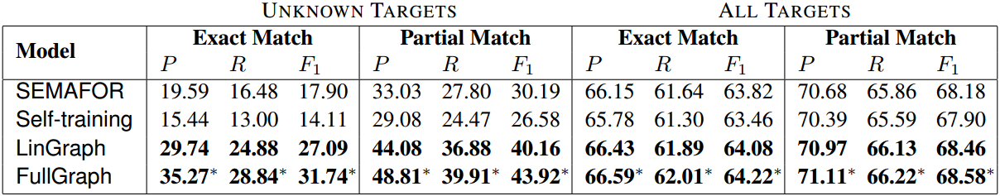 UNKNOWN TARGETS ALL TARGETS
Model Exact Match Partial Match Exact Match Partial Match
P R F1 P R F1 P R F1 P R F1
SEMAFOR 19.59 16.48 17.90 33.03 27.80 30.19 66.15 61.64 63.82 70.68 65.86 68.18
Self-training 15.44 13.00 14.11 29.08 24.47 26.58 65.78 61.30 63.46 70.39 65.59 67.90
LinGraph 29.74 24.88 27.09 44.08 36.88 40.16 66.43 61.89 64.08 70.97 66.13 68.46
FullGraph 35.27* 28.84* 31.74* 48.81* 39.91* 43.92* 66.59* 62.01* 64.22* 71.11* 66.22* 68.58*